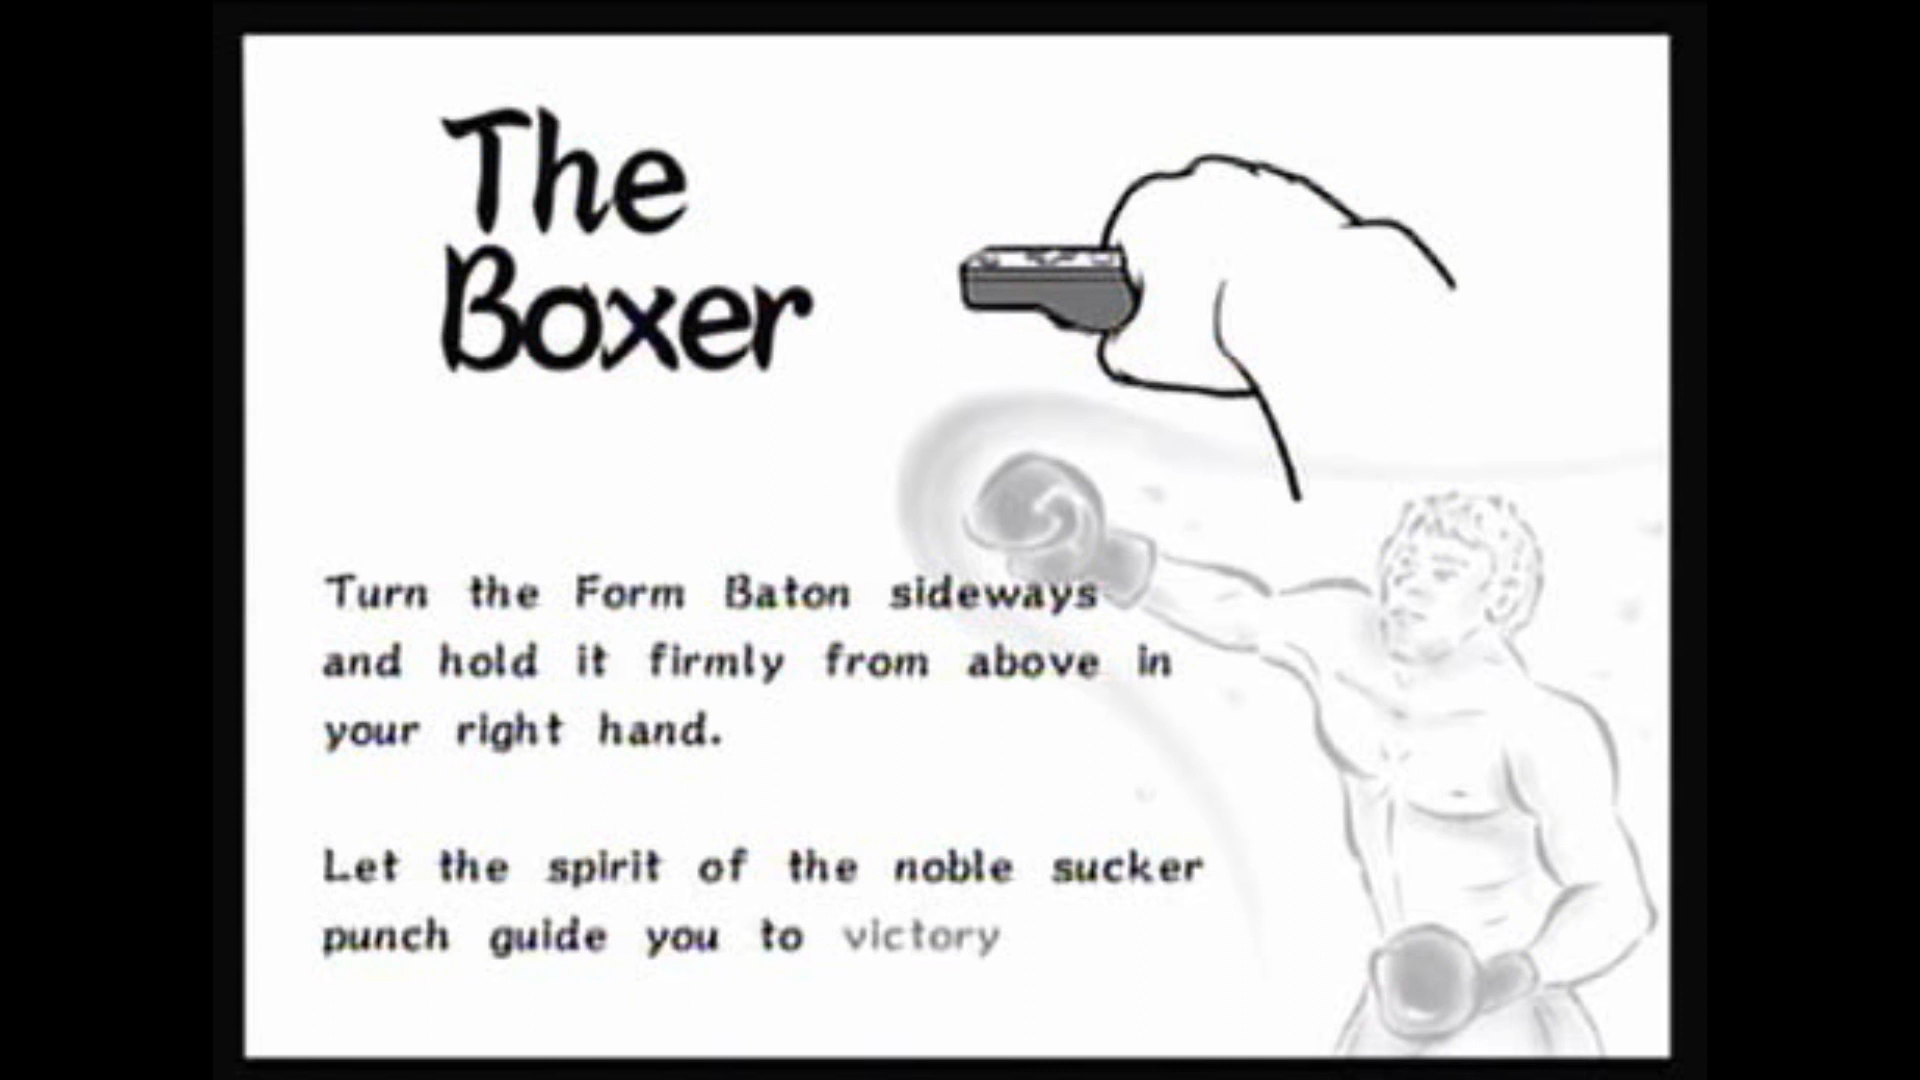 The
Boxer
Turn the Form Baton sideways
and hold it firmly from above in
your right hand.
Let the spirit of the noble sucker
punch guide you to victory